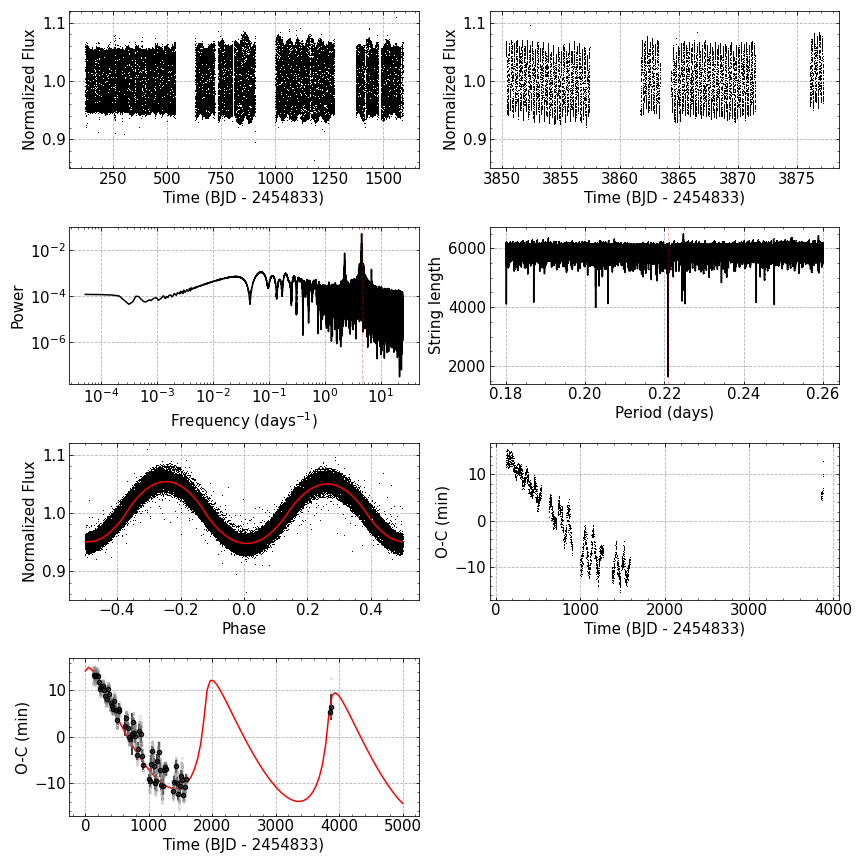 1.1
1.0
0.9
Normalized Flux
250 500 750 1000 1250 1500
Time (BJD - 2454833)
1.1
1.0
0.9
Normalized Flux
3850 3855 3860 3865 3870 3875
Time (BJD - 2454833)
10⁻²
10⁻⁴
10⁻⁶
Power
10⁻⁴ 10⁻³ 10⁻² 10⁻¹ 10⁰ 10¹
Frequency (days⁻¹)
6000
4000
2000
String length
0.18 0.20 0.22 0.24 0.26
Period (days)
1.1
1.0
0.9
Normalized Flux
−0.4 −0.2 0.0 0.2 0.4
Phase
10
0
−10
O-C (min)
0 1000 2000 3000 4000
Time (BJD - 2454833)
10
0
−10
O-C (min)
0 1000 2000 3000 4000 5000
Time (BJD - 2454833)